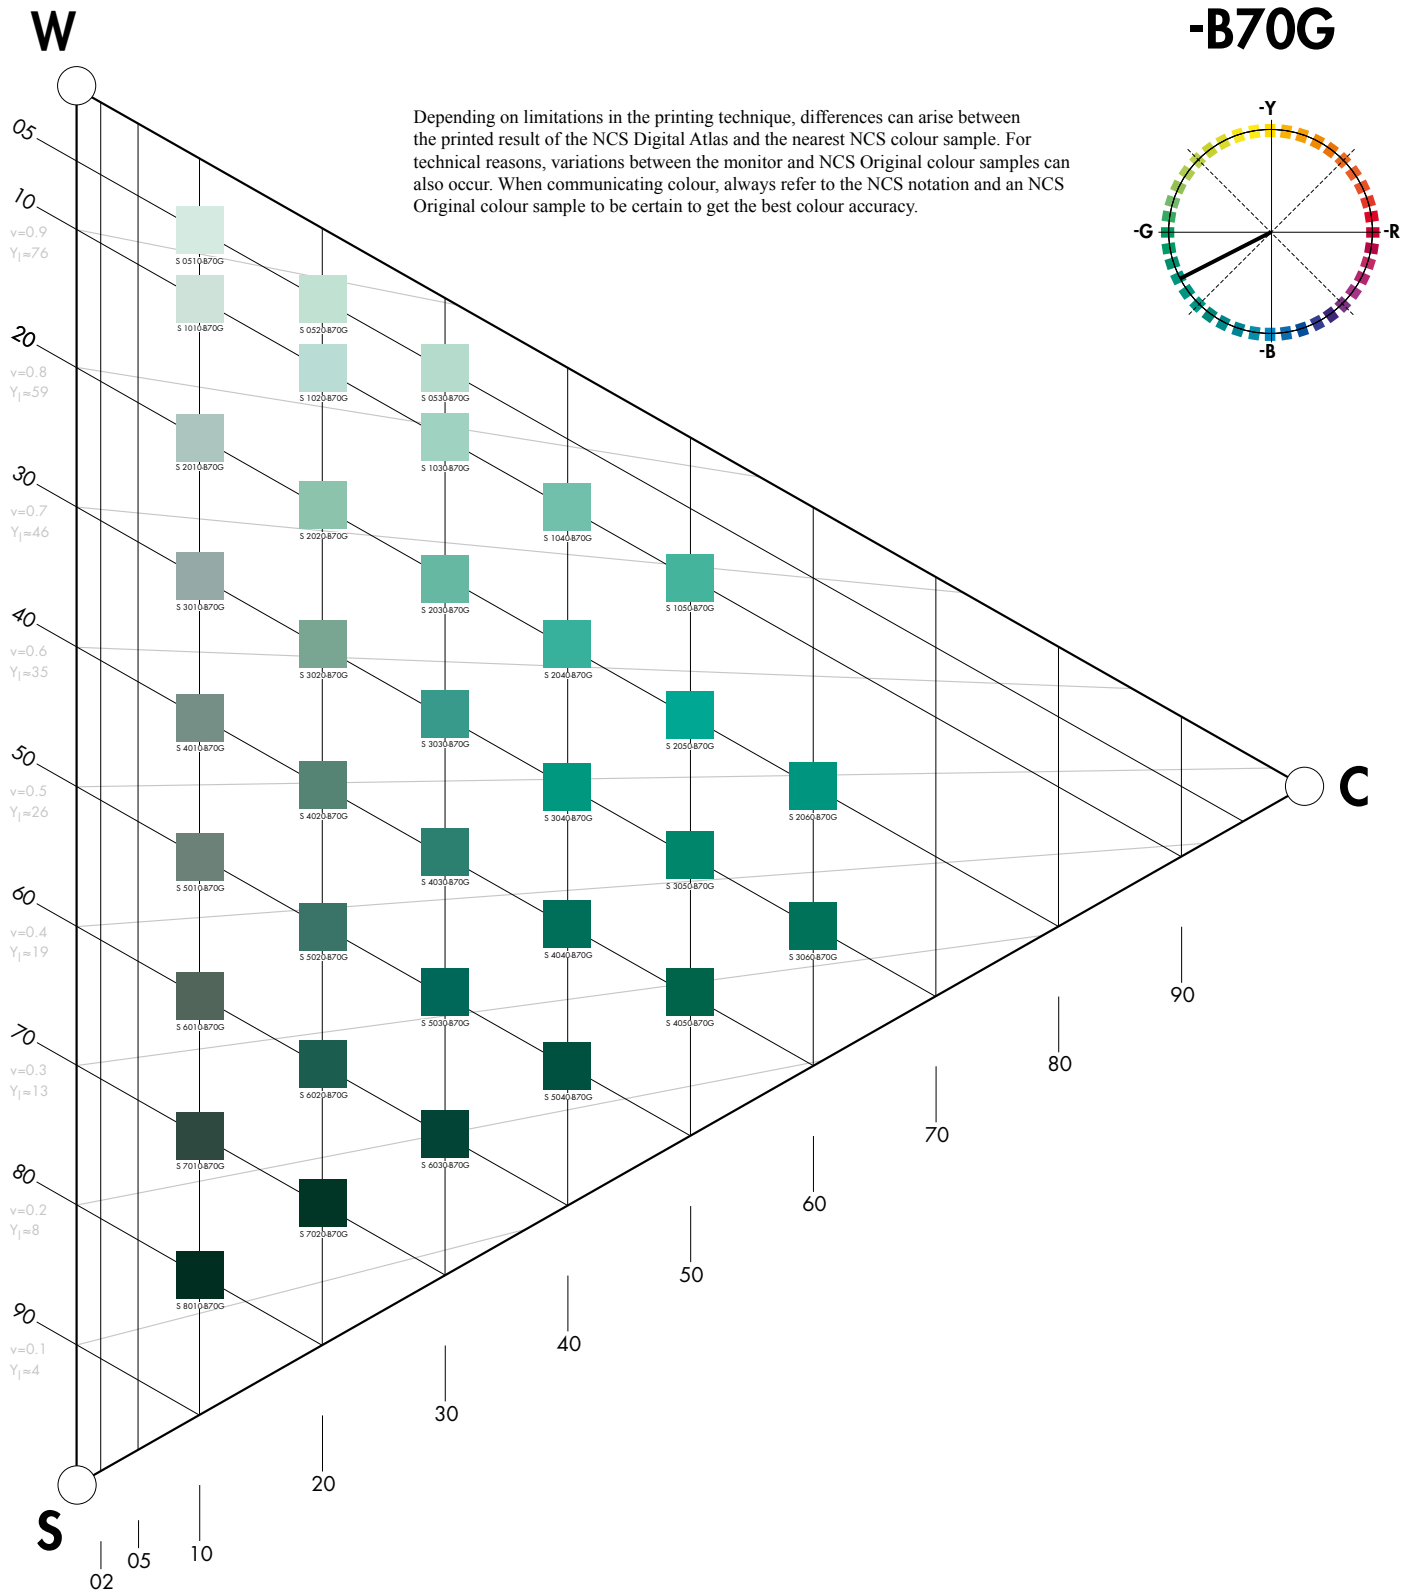 W
-B70G
Depending on limitations in the printing technique, differences can arise between
the printed result of the NCS Digital Atlas and the nearest NCS colour sample. For
technical reasons, variations between the monitor and NCS Original colour samples can
also occur. When communicating colour, always refer to the NCS notation and an NCS
Original colour sample to be certain to get the best colour accuracy.
-Y
-G
-R
-B
05
10
v=0.9
Y|=76
S 0510-B70G
S 1010-B70G
S 0520-B70G
20
v=0.8
Y|=59
S 1020-B70G
S 0530-B70G
S 2010-B70G
S 1030-B70G
30
v=0.7
Y|=46
S 2020-B70G
S 1040-B70G
S 3010-B70G
S 2030-B70G
S 1050-B70G
40
v=0.6
Y|=35
S 3020-B70G
S 2040-B70G
S 4010-B70G
S 3030-B70G
S 2050-B70G
50
v=0.5
Y|=26
S 4020-B70G
S 3040-B70G
S 2060-B70G
C
S 5010-B70G
S 4030-B70G
S 3050-B70G
60
v=0.4
Y|=19
S 5020-B70G
S 4040-B70G
S 3060-B70G
S 6010-B70G
S 5030-B70G
S 4050-B70G
90
70
v=0.3
Y|=13
S 6020-B70G
S 5040-B70G
80
S 7010-B70G
S 6030-B70G
70
80
v=0.2
Y|=8
S 7020-B70G
60
S 8010-B70G
50
90
v=0.1
Y|=4
40
30
20
S
10
05
02